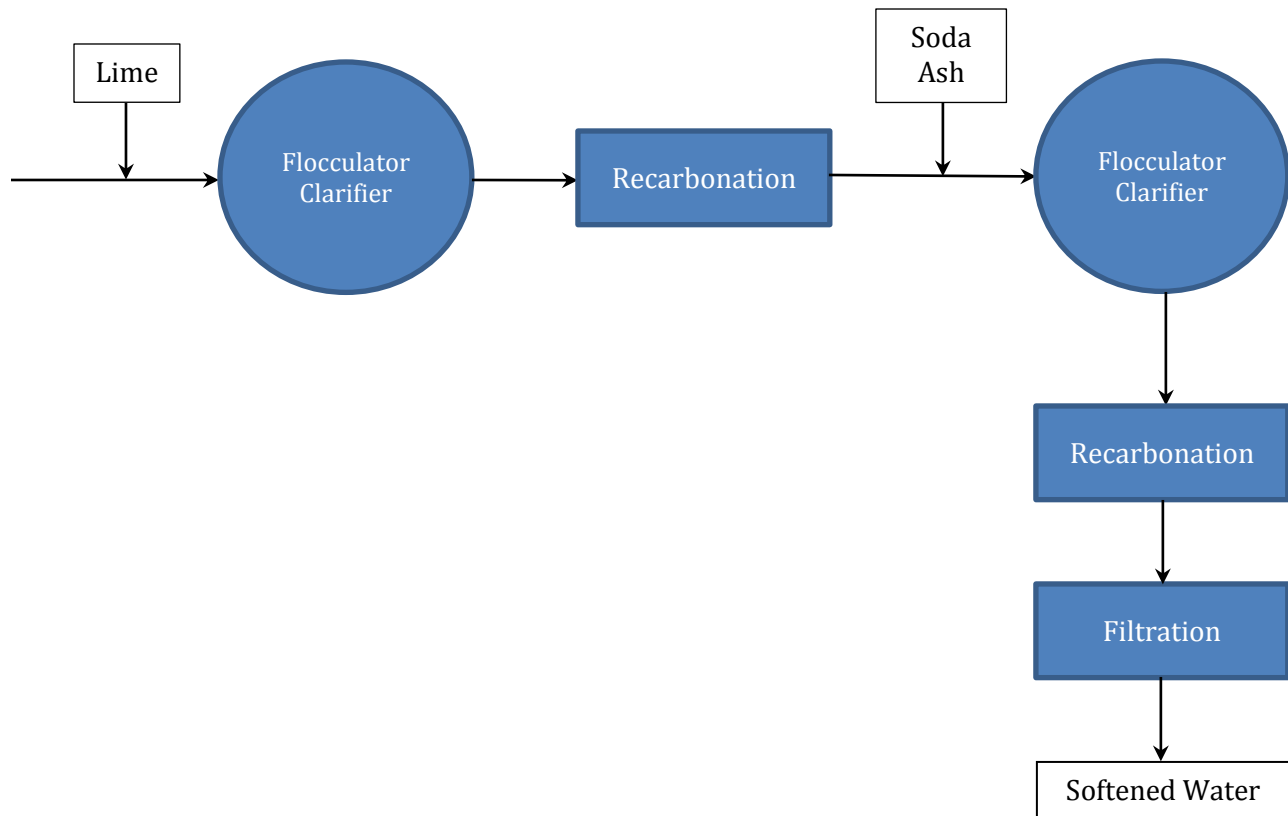 Lime
Flocculator
Clarifier
Recarbonation
Soda
Ash
Flocculator
Clarifier
Recarbonation
Filtration
Softened Water